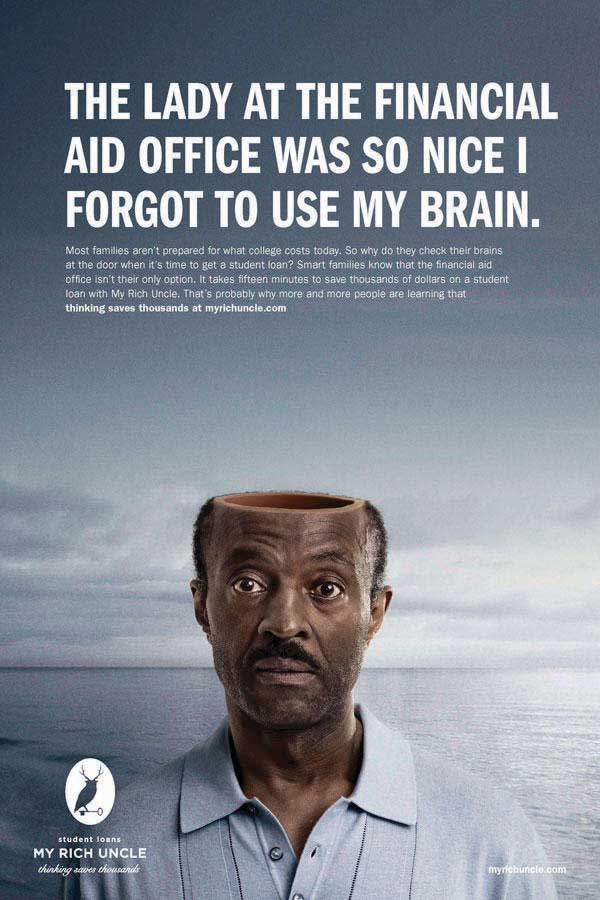 THE LADY AT THE FINANCIAL
AID OFFICE WAS SO NICE I
FORGOT TO USE MY BRAIN.
Most families aren't prepared for what college costs today. So why do they check their brains
at the door when it's time to get a student loan? Smart families know that the financial aid
office isn't their only option. It takes fifteen minutes to save thousands of dollars on a student
loan with My Rich Uncle. That's probably why more and more people are learning that
thinking saves thousands at myrichuncle.com
student loans
MY RICH UNCLE
thinking saves thousands
myrichuncle.com